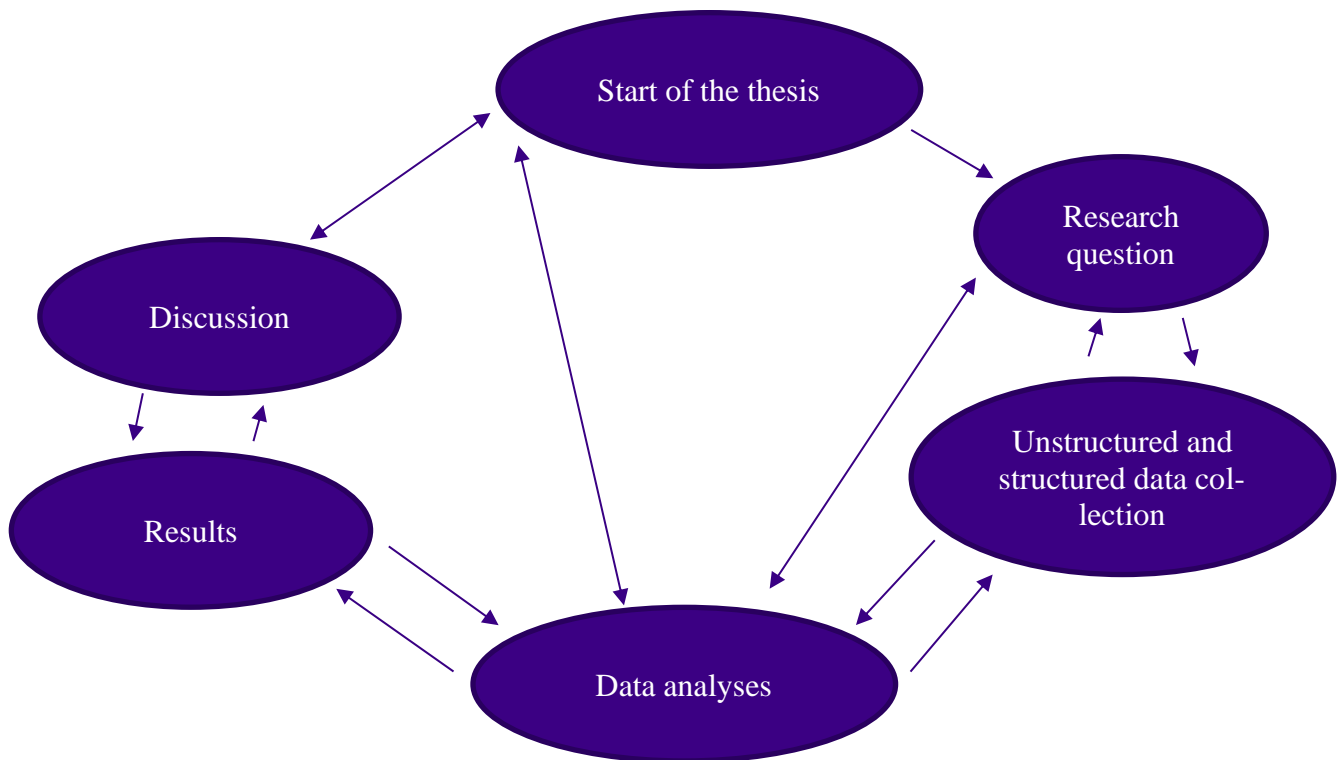 Start of the thesis
Research
question
Discussion
Unstructured and
structured data col-
lection
Results
Data analyses